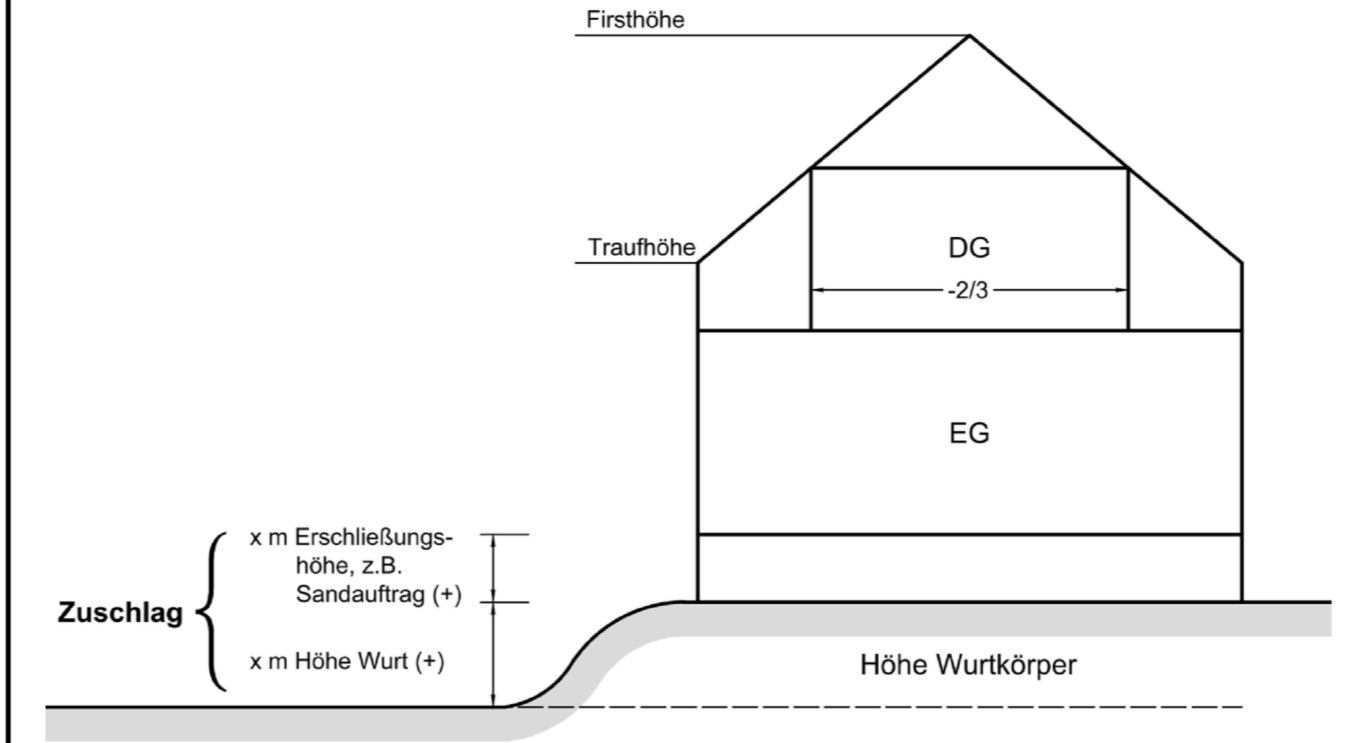 Firsthöhe
Traufhöhe
DG
-2/3
EG
x m Erschließungs-
höhe, z.B.
Sandauftrag (+)
Zuschlag
x m Höhe Wurt (+)
Höhe Wurtkörper